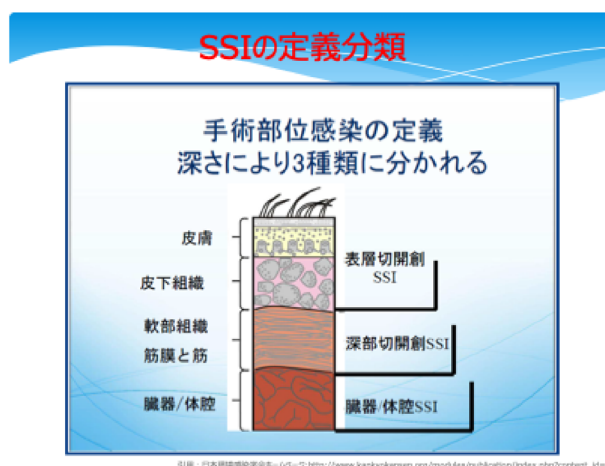 SSIの定義分類
手術部位感染の定義
深さにより3種類に分かれる
皮膚
皮下組織
軟部組織
筋膜と筋
臓器/体腔
表層切開創
SSI
深部切開創SSI
臓器/体腔SSI